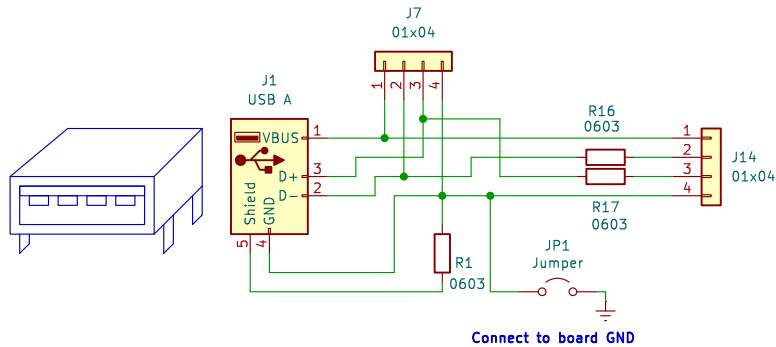 J7
01x04
1
2
3
4
J1
USB A
VBUS
1
D+
3
D-
2
Shield
GND
5
4
R16
0603
R17
0603
1
2
3
4
J14
01x04
R1
0603
JP1
Jumper
Connect to board GND